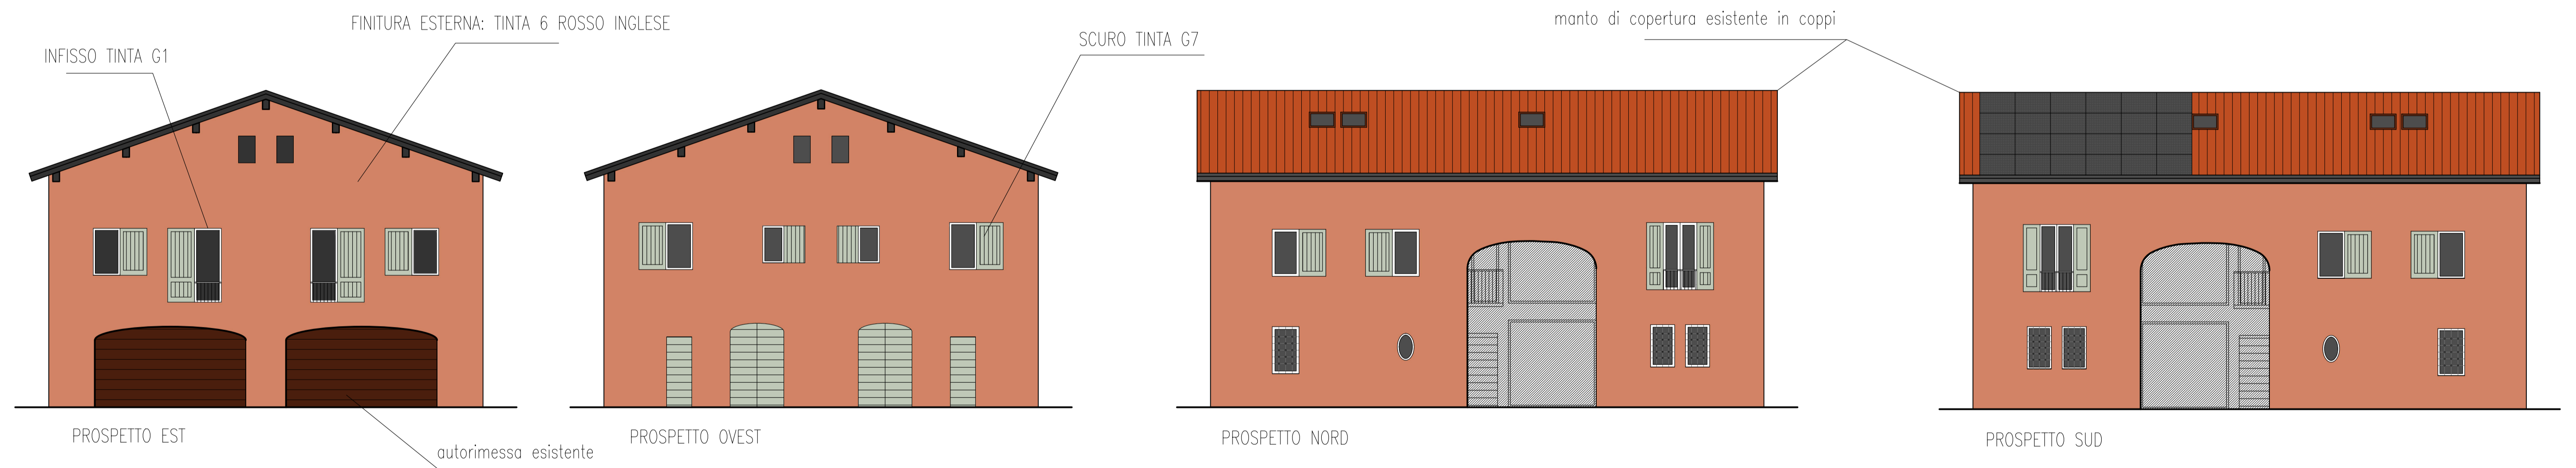 FINITURA ESTERNA: TINTA 6 ROSSO INGLESE
manto di copertura esistente in coppi
INFISSO TINTA G1
SCURO TINTA G7
PROSPETTO EST
PROSPETTO OVEST
PROSPETTO NORD
PROSPETTO SUD
autorimessa esistente